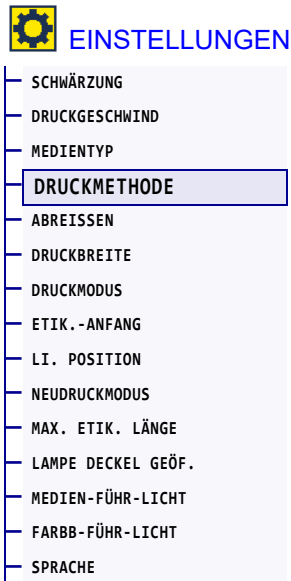 EINSTELLUNGEN
SCHWÄRZUNG
DRUCKGESCHWIND
MEDIENTYP
DRUCKMETHODE
ABREISSEN
DRUCKBREITE
DRUCKMODUS
ETIK.-ANFANG
LI. POSITION
NEUDRUCKMODUS
MAX. ETIK. LÄNGE
LAMPE DECKEL GEÖF.
MEDIEN-FÜHR-LICHT
FARBB-FÜHR-LICHT
SPRACHE